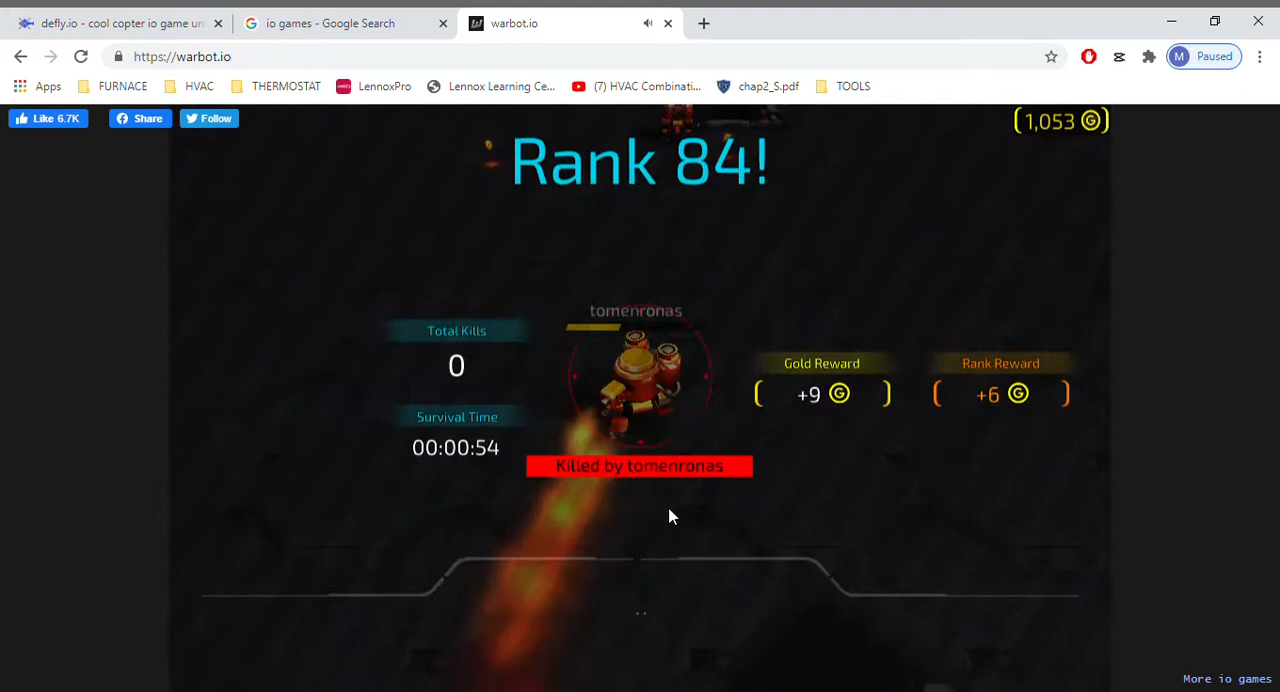 defly.io - cool copter io game un
io games - Google Search
warbot.io
https://warbot.io
M Paused
Apps FURNACE HVAC THERMOSTAT LennoxPro Lennox Learning Ce... (7) HVAC Combinati... chap2_S.pdf TOOLS
Like 6.7K Share Follow
1,053 G
Rank 84!
tomenronas
Total Kills
0
Survival Time
00:00:54
Gold Reward
+9 G
Rank Reward
+6 G
Killed by tomenronas
More io games